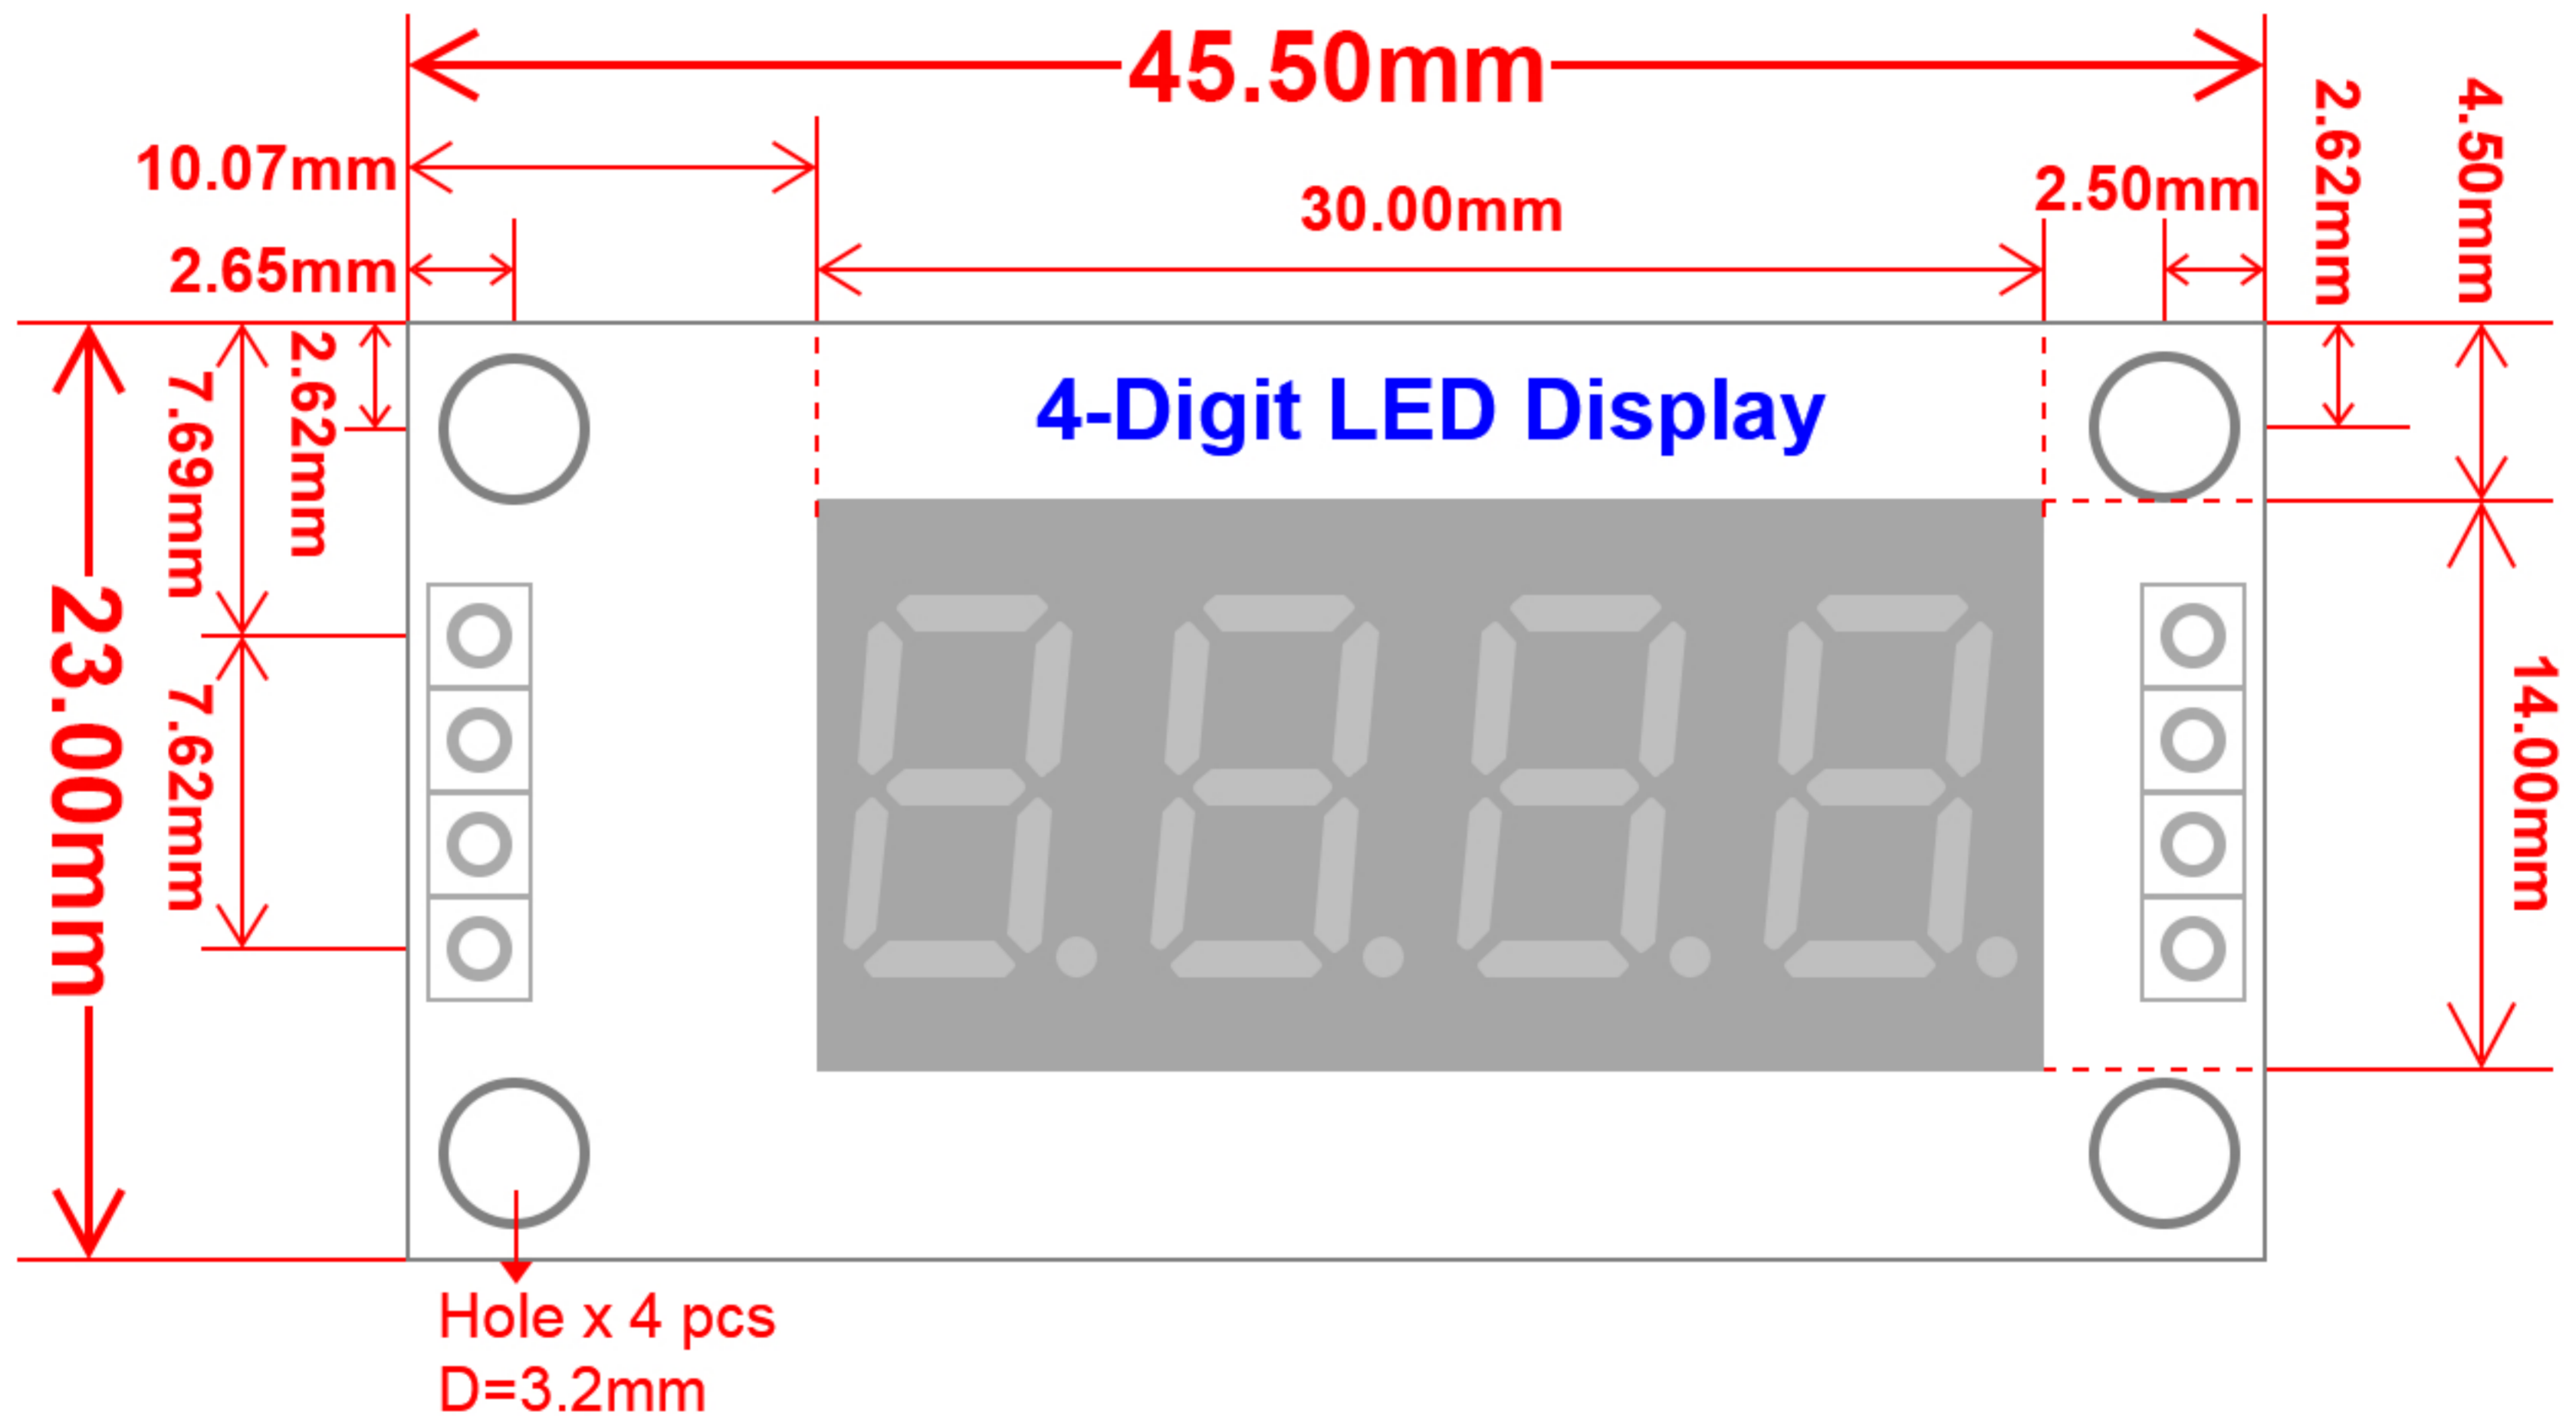 45.50mm
10.07mm
30.00mm
2.50mm
2.65mm
2.62mm
4.50mm
2.62mm
7.69mm
7.62mm
23.00mm
14.00mm
4-Digit LED Display
Hole x 4 pcs
D=3.2mm